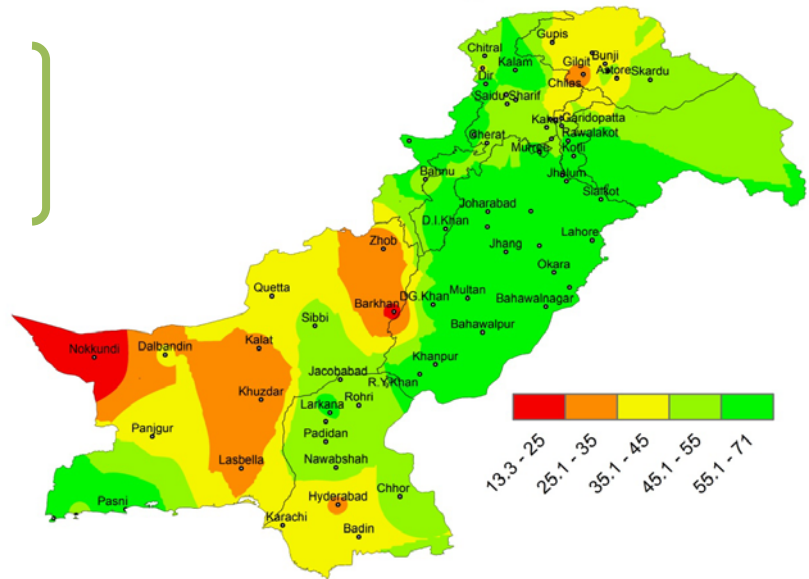 Gupis
Chitral
Bunji
Kalam
Gilgit
Astore Skardu
Dir
Chilas
Saidu Sharif
Kakul Garidopatta
Cherat
Rawalakot
Murree Kotli
Bannu
Jhelum
Sialkot
Joharabad
D.I.Khan
Zhob
Lahore
Jhang
Okara
Quetta
DG.Khan Multan
Barkhan
Bahawalnagar
Sibbi
Bahawalpur
Nokkundi
Dalbandin
Kalat
Khanpur
Jacobabad
R.Y.Khan
Khuzdar
Larkana
Rohri
Panjgur
Padidan
Lasbella
Nawabshah
Chhor
Hyderabad
Pasni
Karachi
Badin
13.3 - 25
25.1 - 35
35.1 - 45
45.1 - 55
55.1 - 71